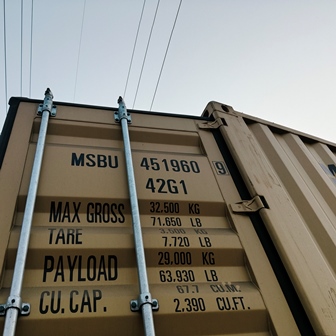 MSBU 451960 9
42G1
MAX GROSS 32.500 KG
71.650 LB
TARE 3.500 KG
7.720 LB
PAYLOAD 29,000 KG
63.930 LB
CU.CAP. 67.7 CU.M.
2.390 CU.FT.